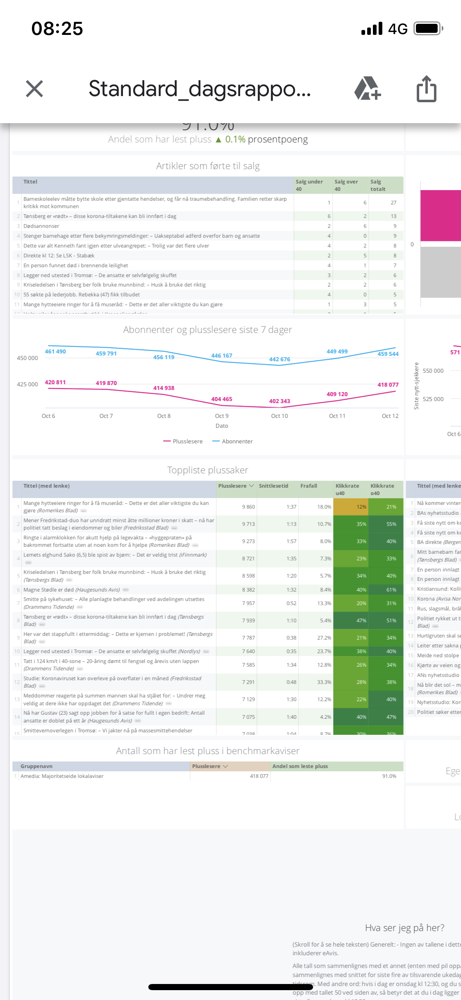 08:25
4G
Standard_dagsrappo...
91.0%
Andel som har lest pluss ▲ 0.1% prosentpoeng
Artikler som førte til salg
Tittel Salg under 40 Salg over 40 Salg totalt
1 Barneskoleelev måtte bytte skole etter gjentatte hendelser, og får nå traumebehandling. Familien retter skarp
kritikk mot kommunen 1 6 27
2 Tønsberg er «rødt» – disse korona-tiltakene kan bli innført i dag 6 2 13
3 Dødsannonser 2 6 9
4 Stenger barnehage etter flere bekymringsmeldinger: – Uakseptabel adferd overfor barn og ansatte 4 0 9
5 Dette var alt Kenneth fant igjen etter ulveangrepet: – Trolig var det flere ulver 4 2 8
6 Direkte kl 12: Se LSK - Stabæk 2 5 8
7 En person funnet død i brennende leilighet 4 1 7
8 Legger ned utested i Tromsø: – De ansatte er selvfølgelig skuffet 3 2 6
9 Kriseledelsen i Tønsberg ber folk bruke munnbind: – Husk å bruke det riktig 2 2 6
10 55 søkte på lederjobb. Rebekka (47) fikk tilbudet 4 0 5
11 Mange hytteeiere ringer for å få museråd: – Dette er det aller viktigste du kan gjøre 1 3 5
0
Abonnenter og plusslesere siste 7 dager
450 000
425 000
461 490 459 791 456 119 446 167 442 676 449 499 459 544
420 811 419 870 414 938 404 465 402 343 409 120 418 077
Oct 6 Oct 7 Oct 8 Oct 9 Oct 10 Oct 11 Oct 12
Dato
Plusslesere Abonnenter
571
Siste nytt-sjekkere
550 000
525 000
Oct 6
Toppliste plussaker
Tittel (med lenke) Plusslesere Snittlesetid Frafall Klikkrate u40 Klikkrate o40
1 Mange hytteeiere ringer for å få museråd: – Dette er det aller viktigste du kan
gjøre (Romerikes Blad) ... 9 860 1:37 18.0% 12% 21%
2 Mener Fredrikstad-duo har unndratt minst åtte millioner kroner i skatt – nå har
politiet tatt beslag i eiendommer og biler (Fredriksstad Blad) ... 9 713 1:13 10.7% 35% 55%
3 Ringte i alarmklokken for akutt hjelp på legevakta – «hyggepraten» på
bakrommet fortsatte uten at noen kom for å hjelpe (Romerikes Blad) ... 9 273 1:57 8.0% 33% 40%
4 Lemets elghund Sako (6,5) ble spist av bjørn: – Det er veldig trist (iFinnmark)
... 8 721 1:35 7.3% 23% 33%
5 Kriseledelsen i Tønsberg ber folk bruke munnbind: – Husk å bruke det riktig
(Tønsbergs Blad) ... 8 598 1:20 5.7% 34% 40%
6 Magne Stødle er død (Haugesunds Avis) ... 8 382 1:32 8.4% 40% 61%
7 Smitte på sykehuset: – Alle planlagte behandlinger ved avdelingen utsettes
(Drammens Tidende) ... 7 957 0:52 13.3% 20% 31%
8 Tønsberg er «rødt» – disse korona-tiltakene kan bli innført i dag (Tønsbergs
Blad) ... 7 939 1:10 5.4% 47% 51%
9 Her var det stappfullt i ettermiddag: – Dette er kjernen i problemet! (Tønsbergs
Blad) ... 7 787 0:38 27.2% 21% 34%
10 Legger ned utested i Tromsø: – De ansatte er selvfølgelig skuffet (Nordlys) ... 7 640 0:35 23.7% 38% 40%
11 Tatt i 124 km/t i 40-sone – 20-åring dømt til fengsel og årevis uten lappen
(Drammens Tidende) ... 7 585 1:34 12.8% 26% 34%
12 Studie: Koronaviruset kan overleve på overflater i en måned (Fredriksstad
Blad) ... 7 291 0:48 33.3% 28% 38%
13 Meddommer reagerte på summen mannen skal ha stjålet for: – Undrer meg
veldig at dere ikke har oppdaget det (Drammens Tidende) ... 7 129 1:30 12.2% 22% 40%
14 Nå har Gustav (23) sagt opp jobben for å satse for fullt i egen bedrift: Antall
ansatte er doblet på ett år (Haugesunds Avis) ... 7 075 1:40 4.2% 40% 47%
15 Smittevernoverlegen i Tromsø: – Vi jakter nå på massesmittehendelser 7 038 1:04 8.7% 30% 36%
Tittel (med lenke
1 Nå kommer vinter
2 BAs nyhetsstudio
3 Få siste nytt om ko
4 Få siste nytt om ko
5 BA direkte (Bergen
6 Mitt barnebarn far
(Tønsbergs Blad)
7 En person innlagt
8 En person innlagt
9 Kristiansund: Kolli
10 Korona (Avisa Nor
11 Rus, slagsmål, bråk
12 Politiet rykket ut ti
Blad) ...
13 Hurtigruten skal se
14 Leiter etter sakna p
15 Meide ned stolpe
16 Kjørte av veien og
17 ANs nyhetsstudio
18 Nå blir det sol – m
(Romerikes Blad)
19 Nyhetsstudio: Kor
20 Politiet søker etter
Antall som har lest pluss i benchmarkaviser
Gruppenavn Plusslesere Andel som leste pluss
1 Amedia: Majoritetseide lokalaviser 418 077 91.0%
Ege
Lo
Hva ser jeg på her?
(Skroll for å se hele teksten) Generelt: - Ingen av tallene i dette
inkluderer eAvis.
Alle tall som sammenlignes med et annet (enten med pil opp/
sammenlignes med snittet for siste fire av tilsvarende ukedag
tidsrom. Med andre ord: hvis i dag er onsdag kl 12:30, og du s
opp med tallet 50 ved siden av, så betyr det at du i dag ligger